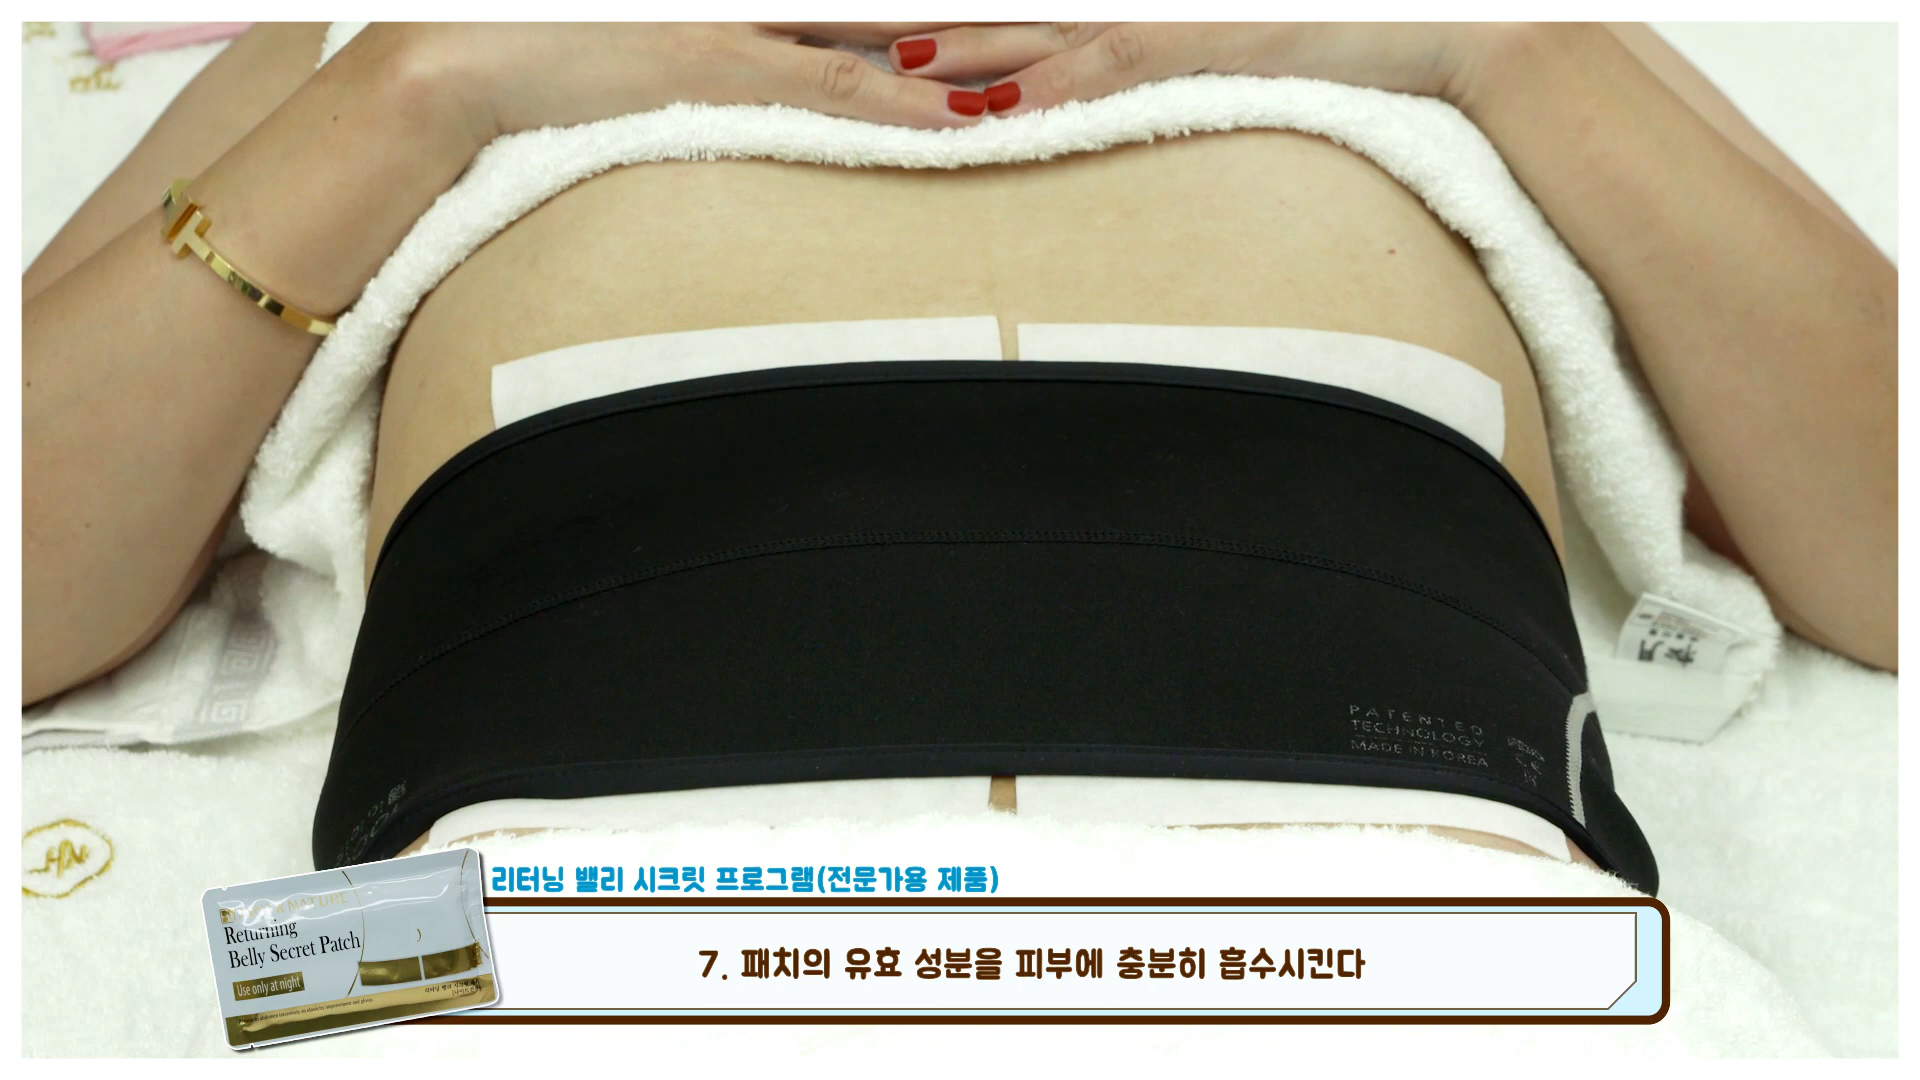 PATENTED
TECHNOLOGY
MADE IN KOREA
리터닝 밸리 시크릿 프로그램(전문가용 제품)
NATURE
Returning
Belly Secret Patch
Use only at night
7. 패치의 유효 성분을 피부에 충분히 흡수시킨다